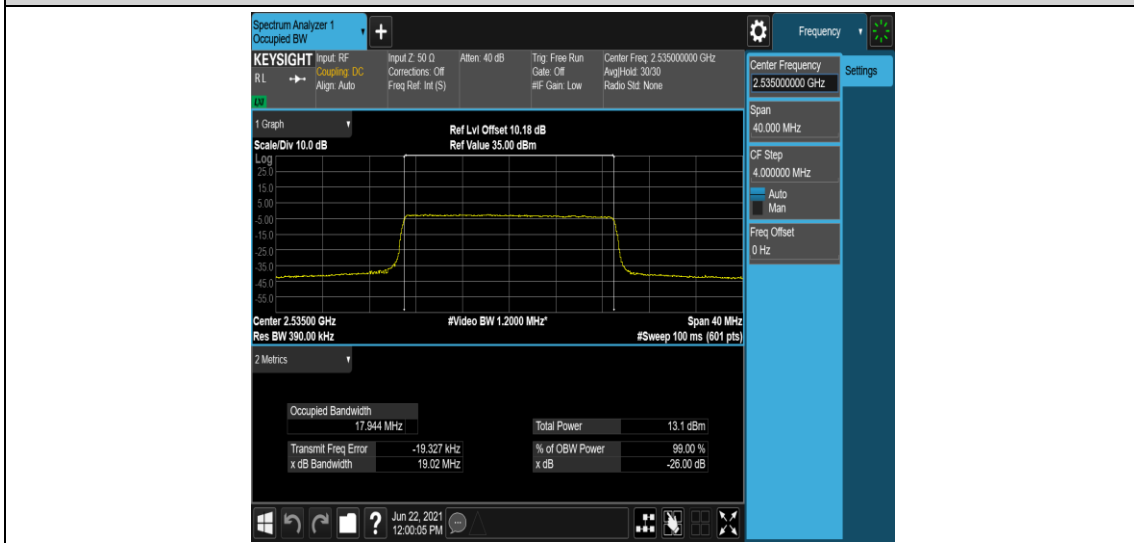 Spectrum Analyzer 1
Occupied BW
+
Frequency
KEYSIGHT
RL
LXI
Input: RF
Coupling: DC
Align: Auto
Input Z: 50 Ω
Corrections: Off
Freq Ref: Int (S)
Atten: 40 dB
Trig: Free Run
Gate: Off
#IF Gain: Low
Center Freq: 2.535000000 GHz
Avg|Hold: 30/30
Radio Std: None
Center Frequency
2.535000000 GHz
Settings
Span
40.000 MHz
CF Step
4.000000 MHz
Auto
Man
Freq Offset
0 Hz
1 Graph
Scale/Div 10.0 dB
Ref Lvl Offset 10.18 dB
Ref Value 35.00 dBm
Log
25.0
15.0
5.00
-5.00
-15.0
-25.0
-35.0
-45.0
-55.0
Center 2.53500 GHz
#Video BW 1.2000 MHz*
Span 40 MHz
Res BW 390.00 kHz
#Sweep 100 ms (601 pts)
2 Metrics
Occupied Bandwidth
17.944 MHz
Total Power 13.1 dBm
Transmit Freq Error -19.327 kHz
% of OBW Power 99.00 %
x dB Bandwidth 19.02 MHz
x dB -26.00 dB
?
Jun 22, 2021
12:00:05 PM